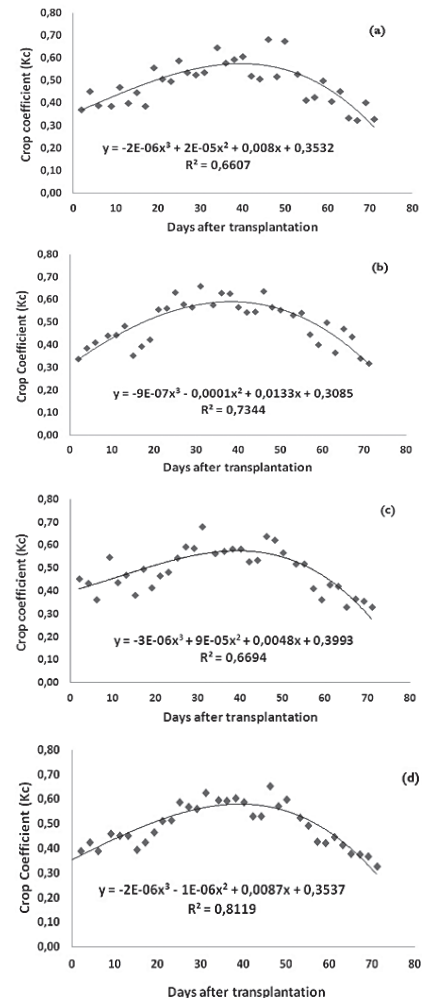 (a)
Crop coefficient (Kc)
0,80
0,70
0,60
0,50
0,40
0,30
0,20
0,10
0,00
y = -2E-06x³ + 2E-05x² + 0,008x + 0,3532
R² = 0,6607
0 10 20 30 40 50 60 70 80
Days after transplantation
(b)
Crop Coefficient (Kc)
0,80
0,70
0,60
0,50
0,40
0,30
0,20
0,10
0,00
y = -9E-07x³ - 0,0001x² + 0,0133x + 0,3085
R² = 0,7344
0 10 20 30 40 50 60 70 80
Days after transplantation
(c)
Crop coefficient (Kc)
0,80
0,70
0,60
0,50
0,40
0,30
0,20
0,10
0,00
y = -3E-06x³ + 9E-05x² + 0,0048x + 0,3993
R² = 0,6694
0 10 20 30 40 50 60 70 80
Days after transplantation
(d)
Crop Coefficient (Kc)
0,80
0,70
0,60
0,50
0,40
0,30
0,20
0,10
0,00
y = -2E-06x³ - 1E-06x² + 0,0087x + 0,3537
R² = 0,8119
0 10 20 30 40 50 60 70 80
Days after transplantation